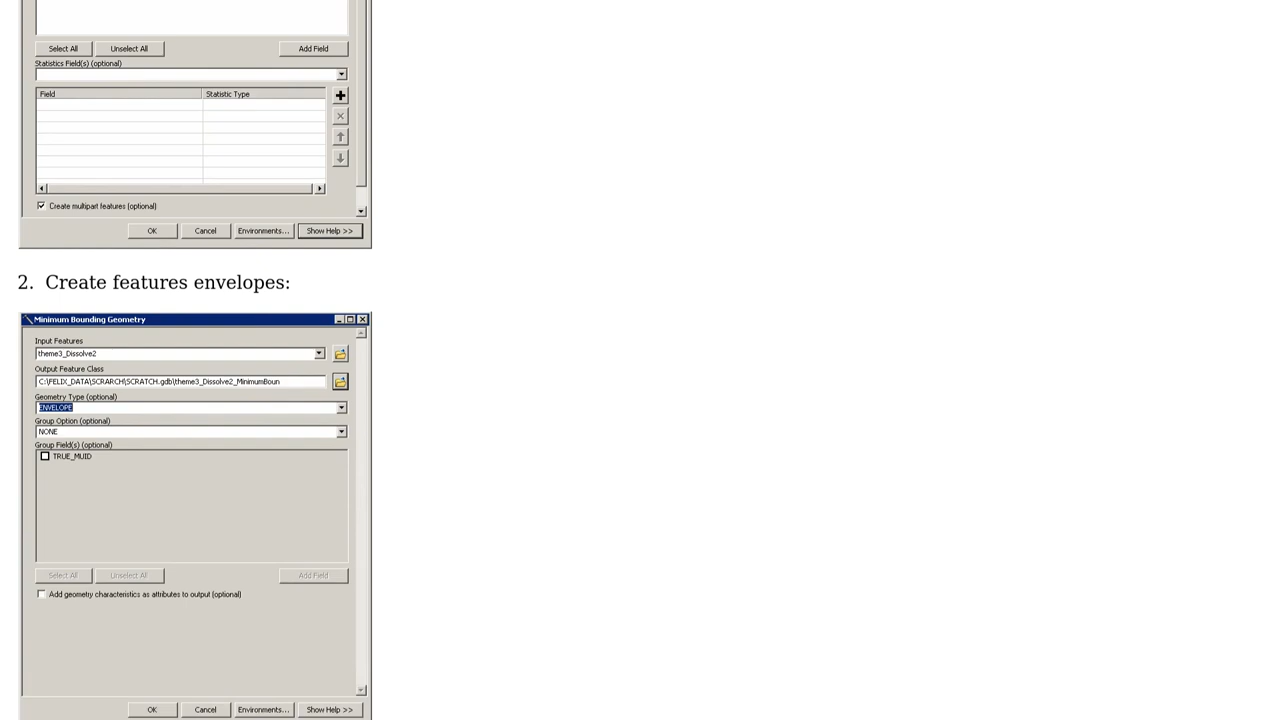 Select All Unselect All Add Field
Statistics Field(s) (optional)
Field Statistic Type
Create multipart features (optional)
OK Cancel Environments... Show Help >>
2. Create features envelopes:
Minimum Bounding Geometry
Input Features
theme3_Dissolve2
Output Feature Class
C:\FELIX_DATA\SCRARCH\SCRATCH.gdb\theme3_Dissolve2_MinimumBoun
Geometry Type (optional)
ENVELOPE
Group Option (optional)
NONE
Group Field(s) (optional)
TRUE_MUID
Select All Unselect All Add Field
Add geometry characteristics as attributes to output (optional)
OK Cancel Environments... Show Help >>